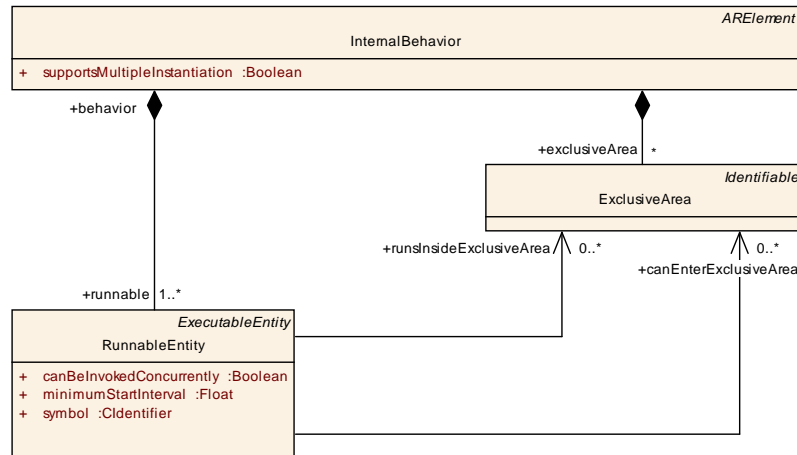 ARElement
InternalBehavior
+ supportsMultipleInstantiation :Boolean
+behavior
+exclusiveArea *
Identifiable
ExclusiveArea
+runsInsideExclusiveArea 0..* 0..*
+canEnterExclusiveArea
+runnable 1..*
ExecutableEntity
RunnableEntity
+ canBeInvokedConcurrently :Boolean
+ minimumStartInterval :Float
+ symbol :CIdentifier